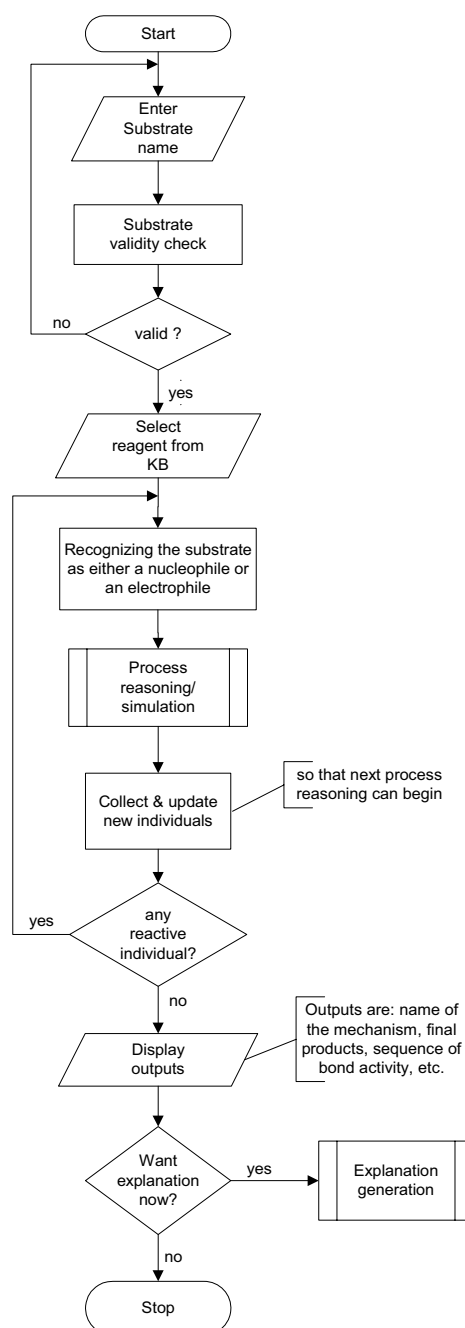 Start
Enter
Substrate
name
Substrate
validity check
no
valid ?
yes
Select
reagent from
KB
Recognizing the substrate
as either a nucleophile or
an electrophile
Process
reasoning/
simulation
so that next process
reasoning can begin
Collect & update
new individuals
yes
any
reactive
individual?
no
Outputs are: name of
the mechanism, final
products, sequence of
bond activity, etc.
Display
outputs
Want
explanation
now?
yes
Explanation
generation
no
Stop